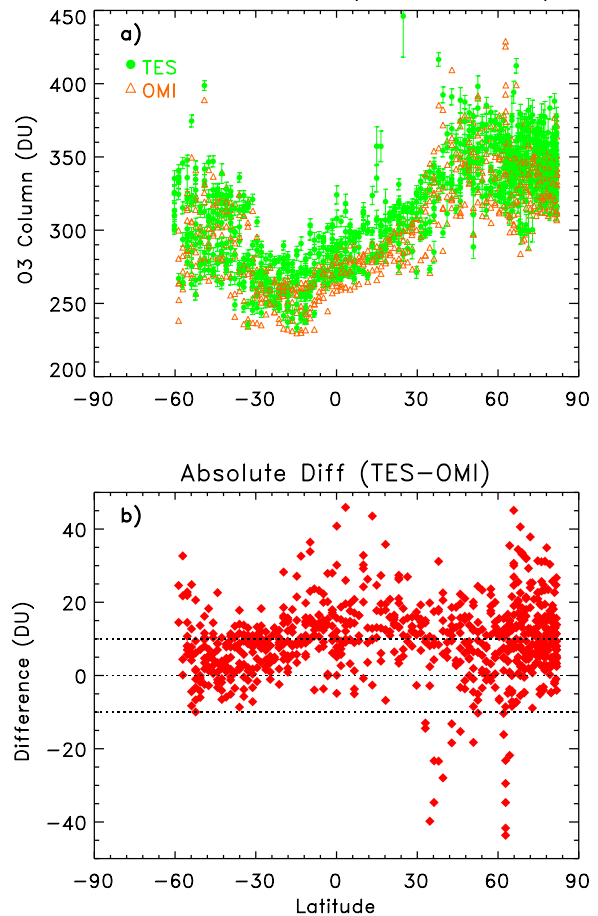 450
a)
TES
OMI
400
350
300
250
200
O3 Column (DU)
−90 −60 −30 0 30 60 90
Absolute Diff (TES−OMI)
b)
40
20
0
−20
−40
Difference (DU)
−90 −60 −30 0 30 60 90
Latitude